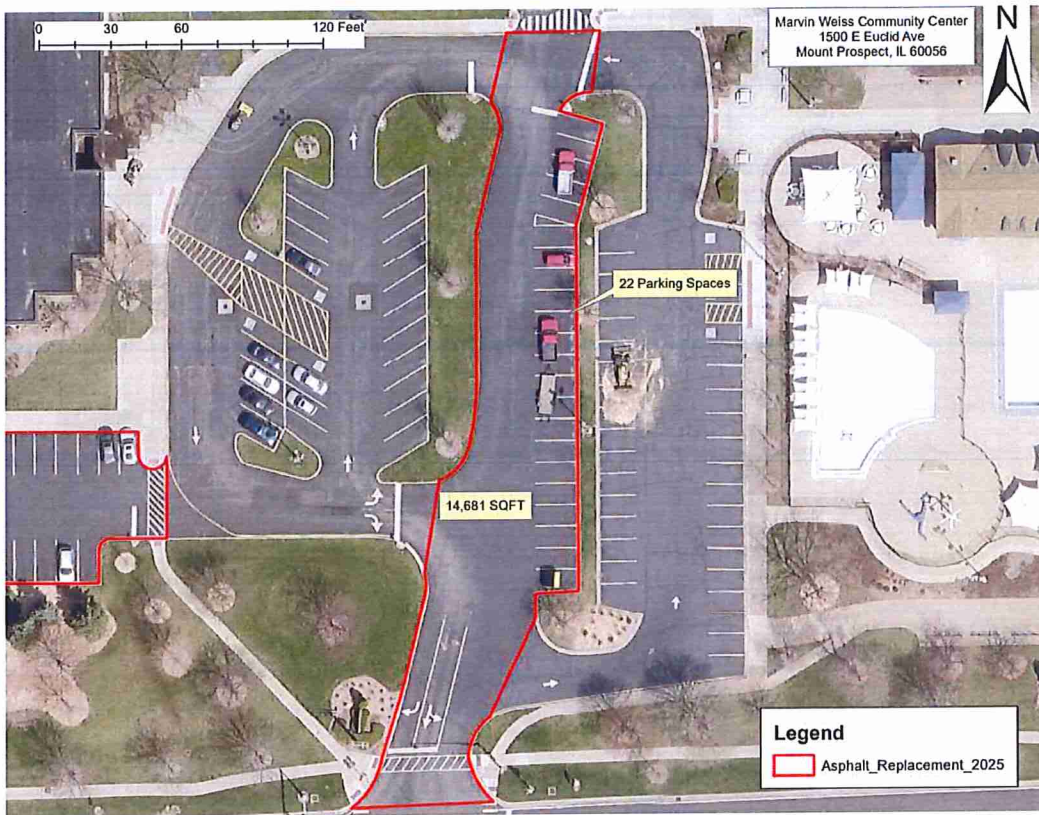 0 60 120 Feet
Marvin Weiss Community Center
1500 E Euclid Ave
Mount Prospect, IL 60056
N
22 Parking Spaces
14,681 SQFT
Legend
Asphalt_Replacement_2025